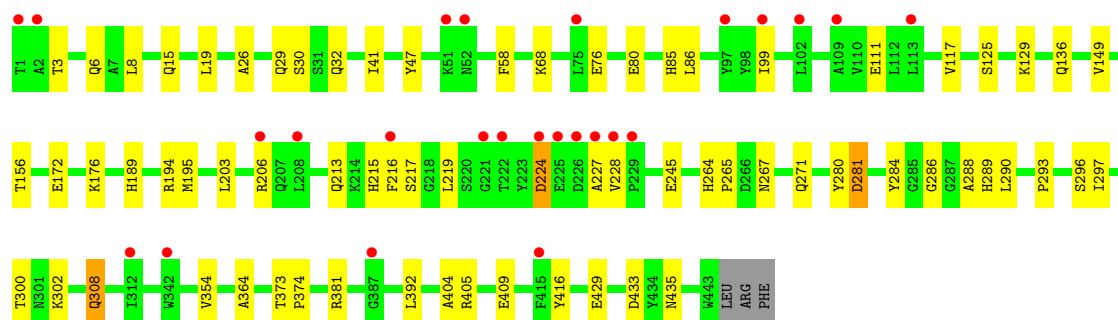 T1 A2 T3 Q6 A7 L8 Q15 L19 A26 Q29 S30 S31 Q32 I41 Y47 K51 N52 F58 K68 L75 E76 E80 H85 L86 Y97 Y98 I99 L102 A109 V110 E111 L112 L113 V117 S125 K129 Q136 V149
T156 E172 K176 H189 R194 M195 L203 R206 Q207 L208 Q213 K214 H215 F216 S217 G218 L219 S220 G221 T222 Y223 D224 E225 D226 A227 V228 P229 E245 H264 P265 D266 N267 Q271 Y280 D281 Y284 G285 G286 G287 A288 H289 L290 P293 S296 I297
T300 N301 K302 Q308 I312 W342 V354 A364 T373 P374 R381 G387 L392 A404 R405 E409 F415 Y416 E429 D433 Y434 N435 W443 LEU ARG PHE